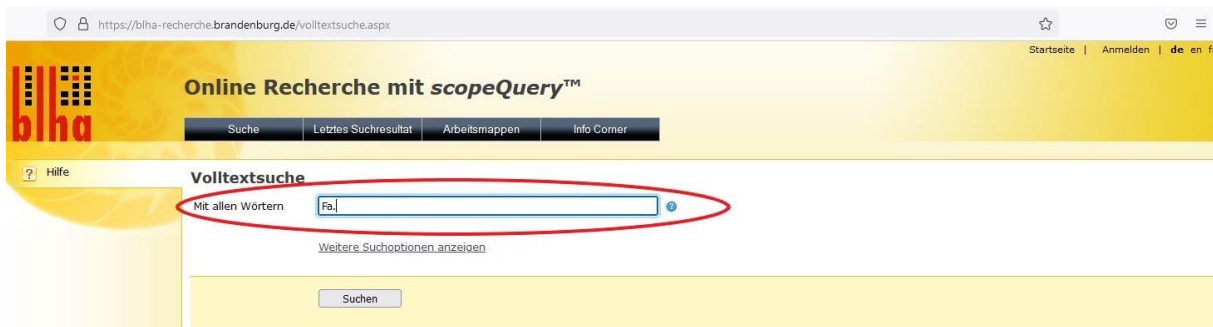 https://blha-recherche.brandenburg.de/volltextsuche.aspx
Startseite | Anmelden | de en f
blha
Online Recherche mit scopeQuery™
Suche Letztes Suchresultat Arbeitsmappen Info Corner
? Hilfe
Volltextsuche
Mit allen Wörtern Fa. ?
Weitere Suchoptionen anzeigen
Suchen